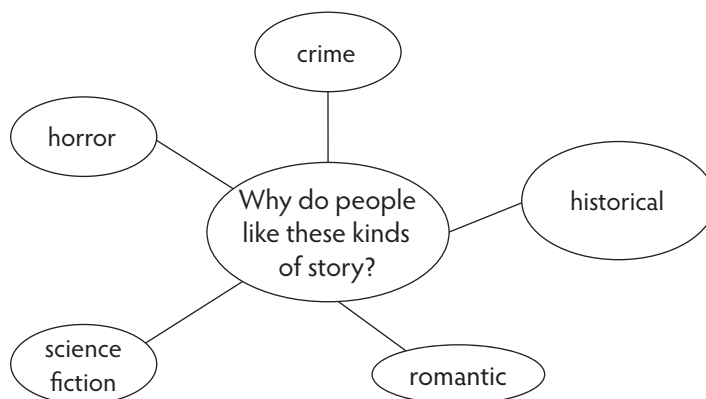 crime
horror
Why do people
like these kinds
of story?
historical
science
fiction
romantic